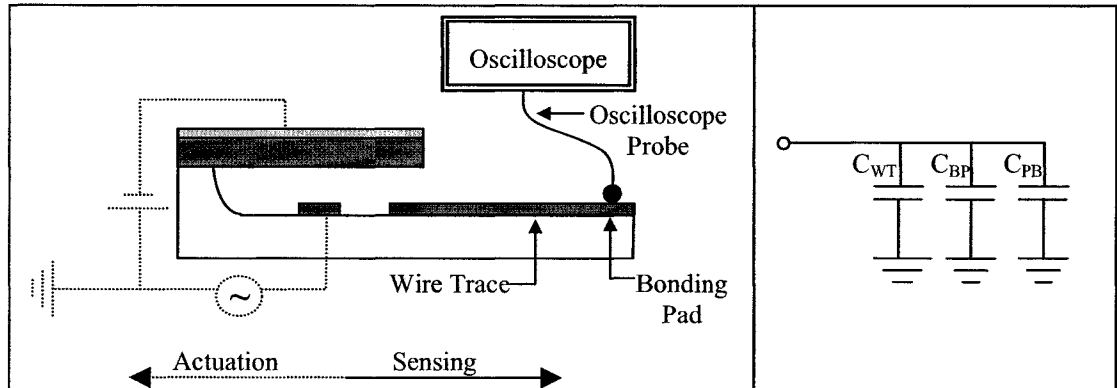 Oscilloscope
Oscilloscope
Probe
Wire Trace
Bonding
Pad
Actuation
Sensing
~
C_WT
C_BP
C_PB